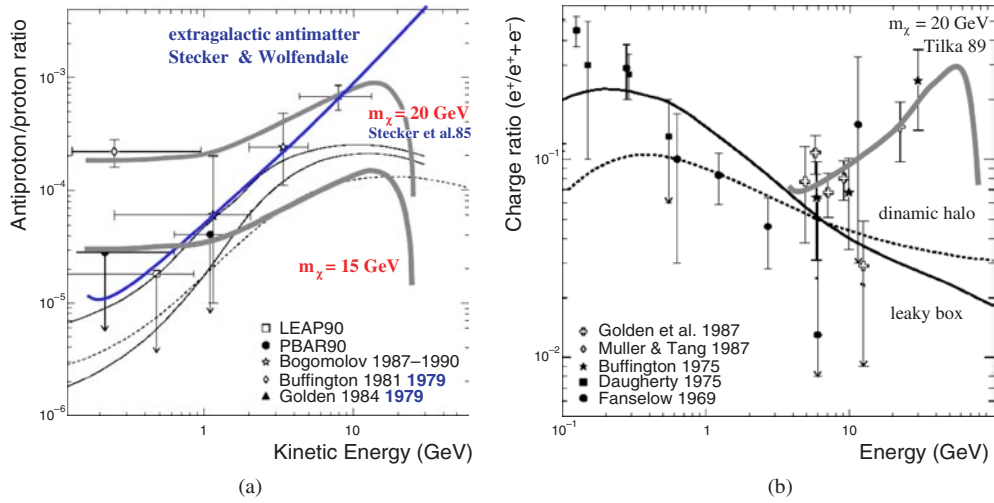 extragalactic antimatter
Stecker & Wolfendale
mχ = 20 GeV
Stecker et al.85
mχ = 15 GeV
LEAP90
PBAR90
Bogomolov 1987–1990
Buffington 1981 1979
Golden 1984 1979
Antiproton/proton ratio
10⁻³
10⁻⁴
10⁻⁵
10⁻⁶
1
10
Kinetic Energy (GeV)
(a)
mχ = 20 GeV
Tilka 89
dinamic halo
leaky box
Golden et al. 1987
Muller & Tang 1987
Buffington 1975
Daugherty 1975
Fanselow 1969
Charge ratio (e⁺/e⁺+e⁻)
10⁻¹
10⁻²
10⁻¹
1
10
Energy (GeV)
(b)